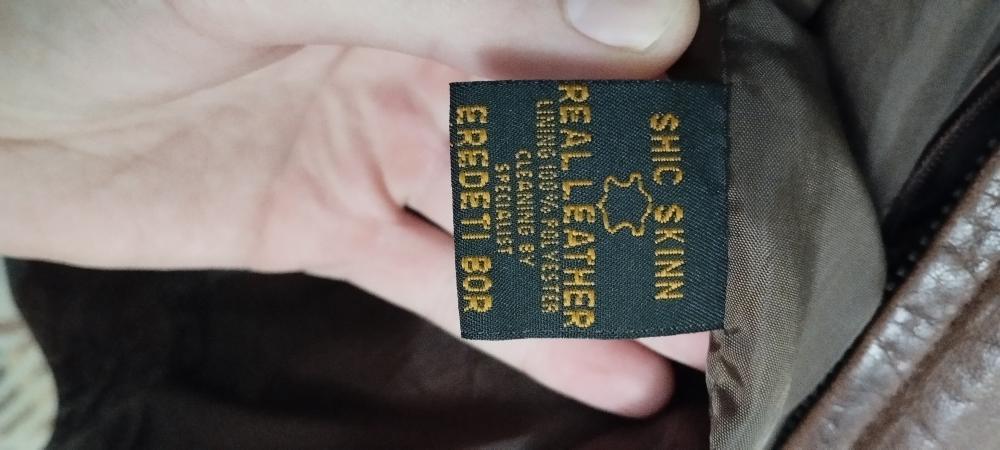 SHIC SKINN
REAL LEATHER
LINING 100% POLYESTER
CLEANING BY
SPECIALIST
EREDETI BOR